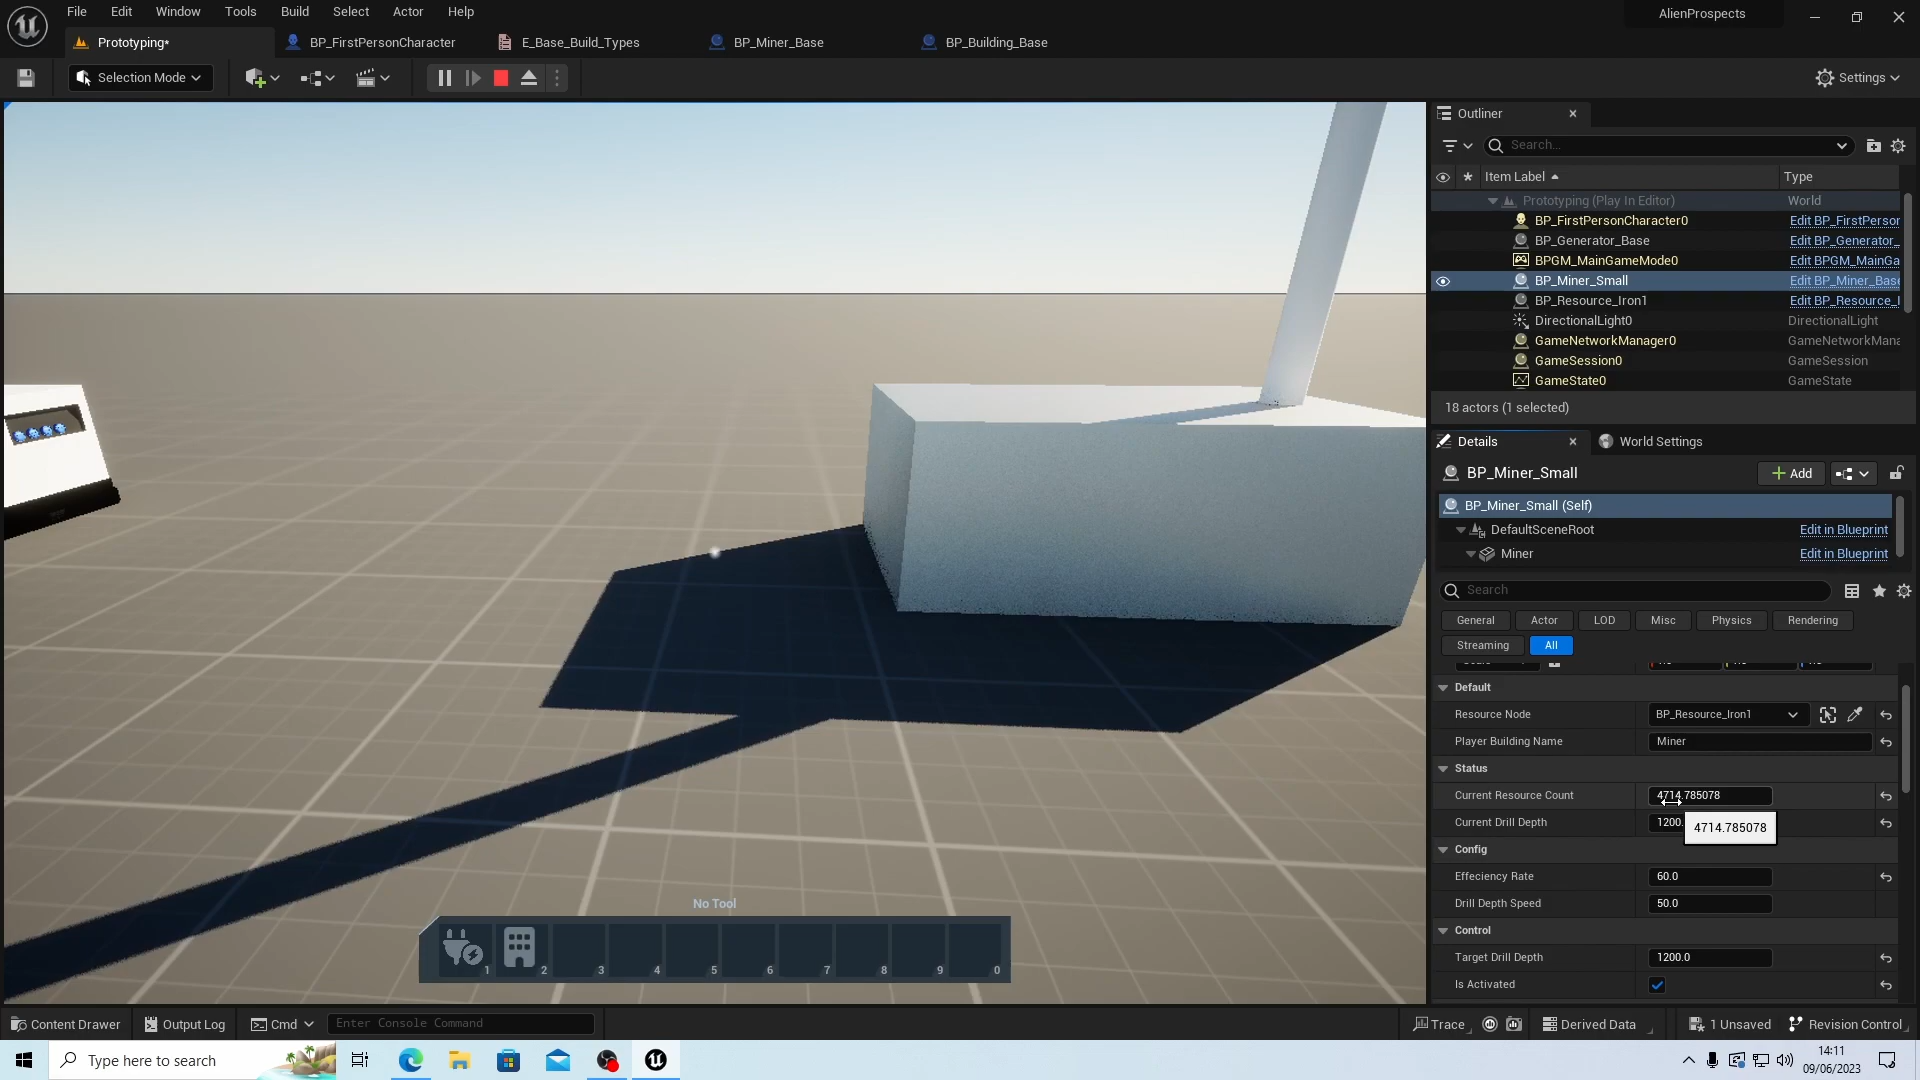 File Edit Window Tools Build Select Actor Help
AlienProspects
Prototyping* BP_FirstPersonCharacter E_Base_Build_Types BP_Miner_Base BP_Building_Base
Selection Mode
Settings
Outliner
Search...
Item Label Type
Prototyping (Play In Editor) World
BP_FirstPersonCharacter0 Edit BP_FirstPerson
BP_Generator_Base Edit BP_Generator_
BPGM_MainGameMode0 Edit BPGM_MainGa
BP_Miner_Small Edit BP_Miner_Base
BP_Resource_Iron1 Edit BP_Resource_I
DirectionalLight0 DirectionalLight
GameNetworkManager0 GameNetworkMana
GameSession0 GameSession
GameState0 GameState
18 actors (1 selected)
Details World Settings
BP_Miner_Small Add
BP_Miner_Small (Self)
DefaultSceneRoot Edit in Blueprint
Miner Edit in Blueprint
Search
General Actor LOD Misc Physics Rendering
Streaming All
Default
Resource Node BP_Resource_Iron1
Player Building Name Miner
Status
Current Resource Count 4714.785078
Current Drill Depth 1200.
4714.785078
Config
Effeciency Rate 60.0
Drill Depth Speed 50.0
Control
Target Drill Depth 1200.0
Is Activated
No Tool
1 2 3 4 5 6 7 8 9 0
Content Drawer Output Log Cmd Enter Console Command Trace Derived Data 1 Unsaved Revision Control
Type here to search
14:11
09/06/2023